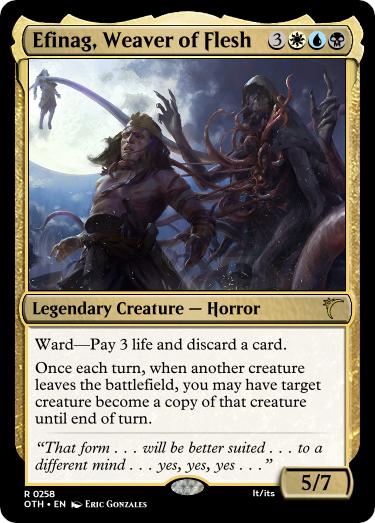 Efinag, Weaver of Flesh 3
Legendary Creature — Horror
Ward—Pay 3 life and discard a card.
Once each turn, when another creature
leaves the battlefield, you may have target
creature become a copy of that creature
until end of turn.
“That form . . . will be better suited . . . to a
different mind . . . yes, yes, yes . . .”
5/7
R 0258
OTH • EN Eric Gonzales
It/its